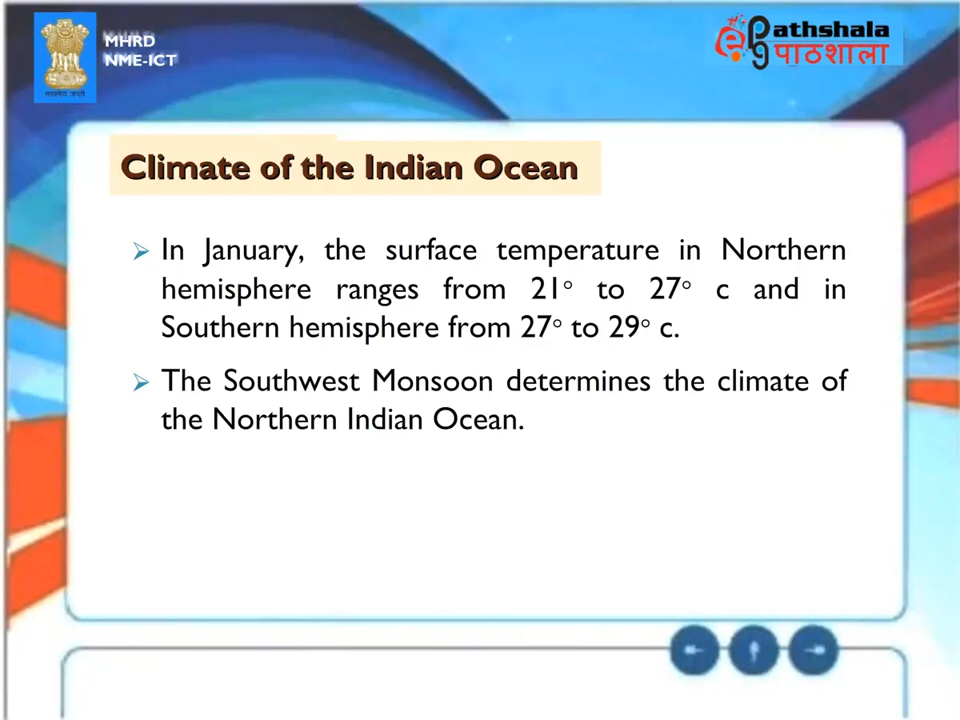 MHRD
NME-ICT
e pg athshala
पाठशाला
Climate of the Indian Ocean
In January, the surface temperature in Northern
hemisphere ranges from 21° to 27° c and in
Southern hemisphere from 27° to 29° c.
The Southwest Monsoon determines the climate of
the Northern Indian Ocean.